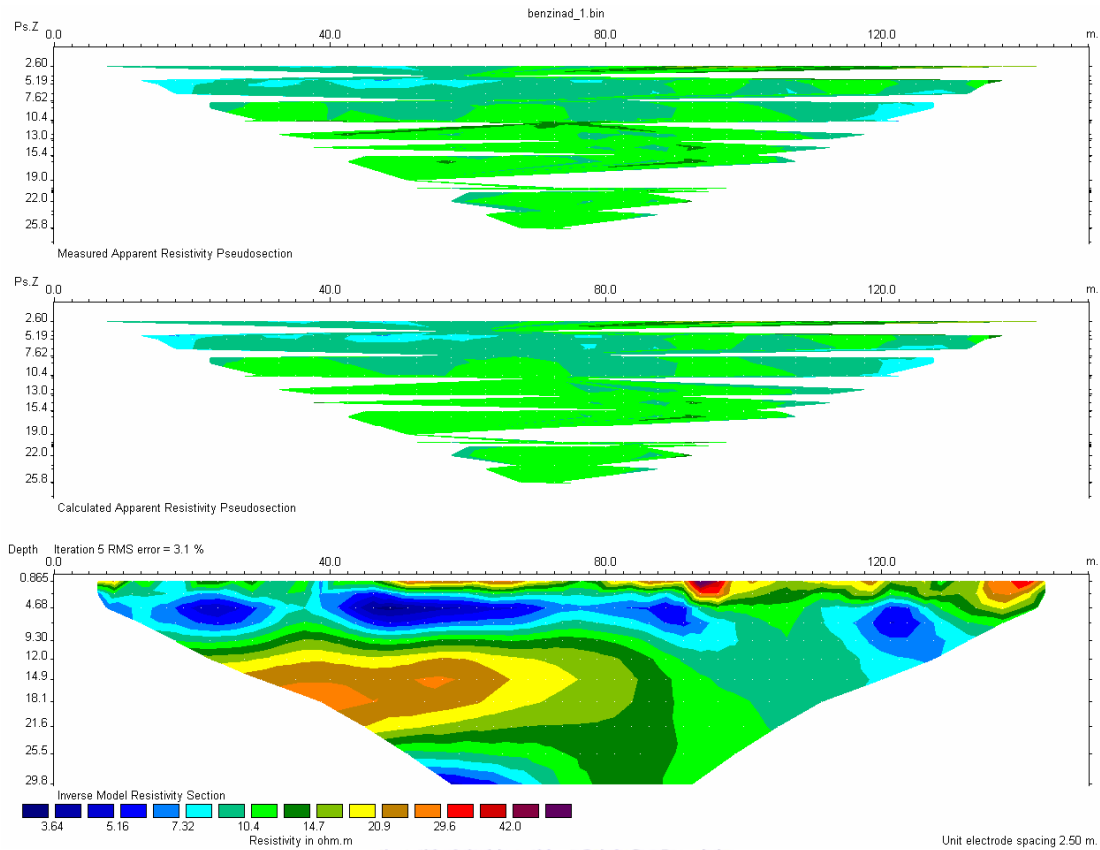 benzinad_1.bin
Ps.Z 0.0 40.0 80.0 120.0 m.
2.60
5.19
7.62
10.4
13.0
15.4
19.0
22.0
25.8
Measured Apparent Resistivity Pseudosection
Ps.Z 0.0 40.0 80.0 120.0 m.
2.60
5.19
7.62
10.4
13.0
15.4
19.0
22.0
25.8
Calculated Apparent Resistivity Pseudosection
Depth Iteration 5 RMS error = 3.1 %
0.0 40.0 80.0 120.0 m.
0.865
4.68
9.30
12.0
14.9
18.1
21.6
25.5
29.8
Inverse Model Resistivity Section
3.64 5.16 7.32 10.4 14.7 20.9 29.6 42.0
Resistivity in ohm.m Unit electrode spacing 2.50 m.